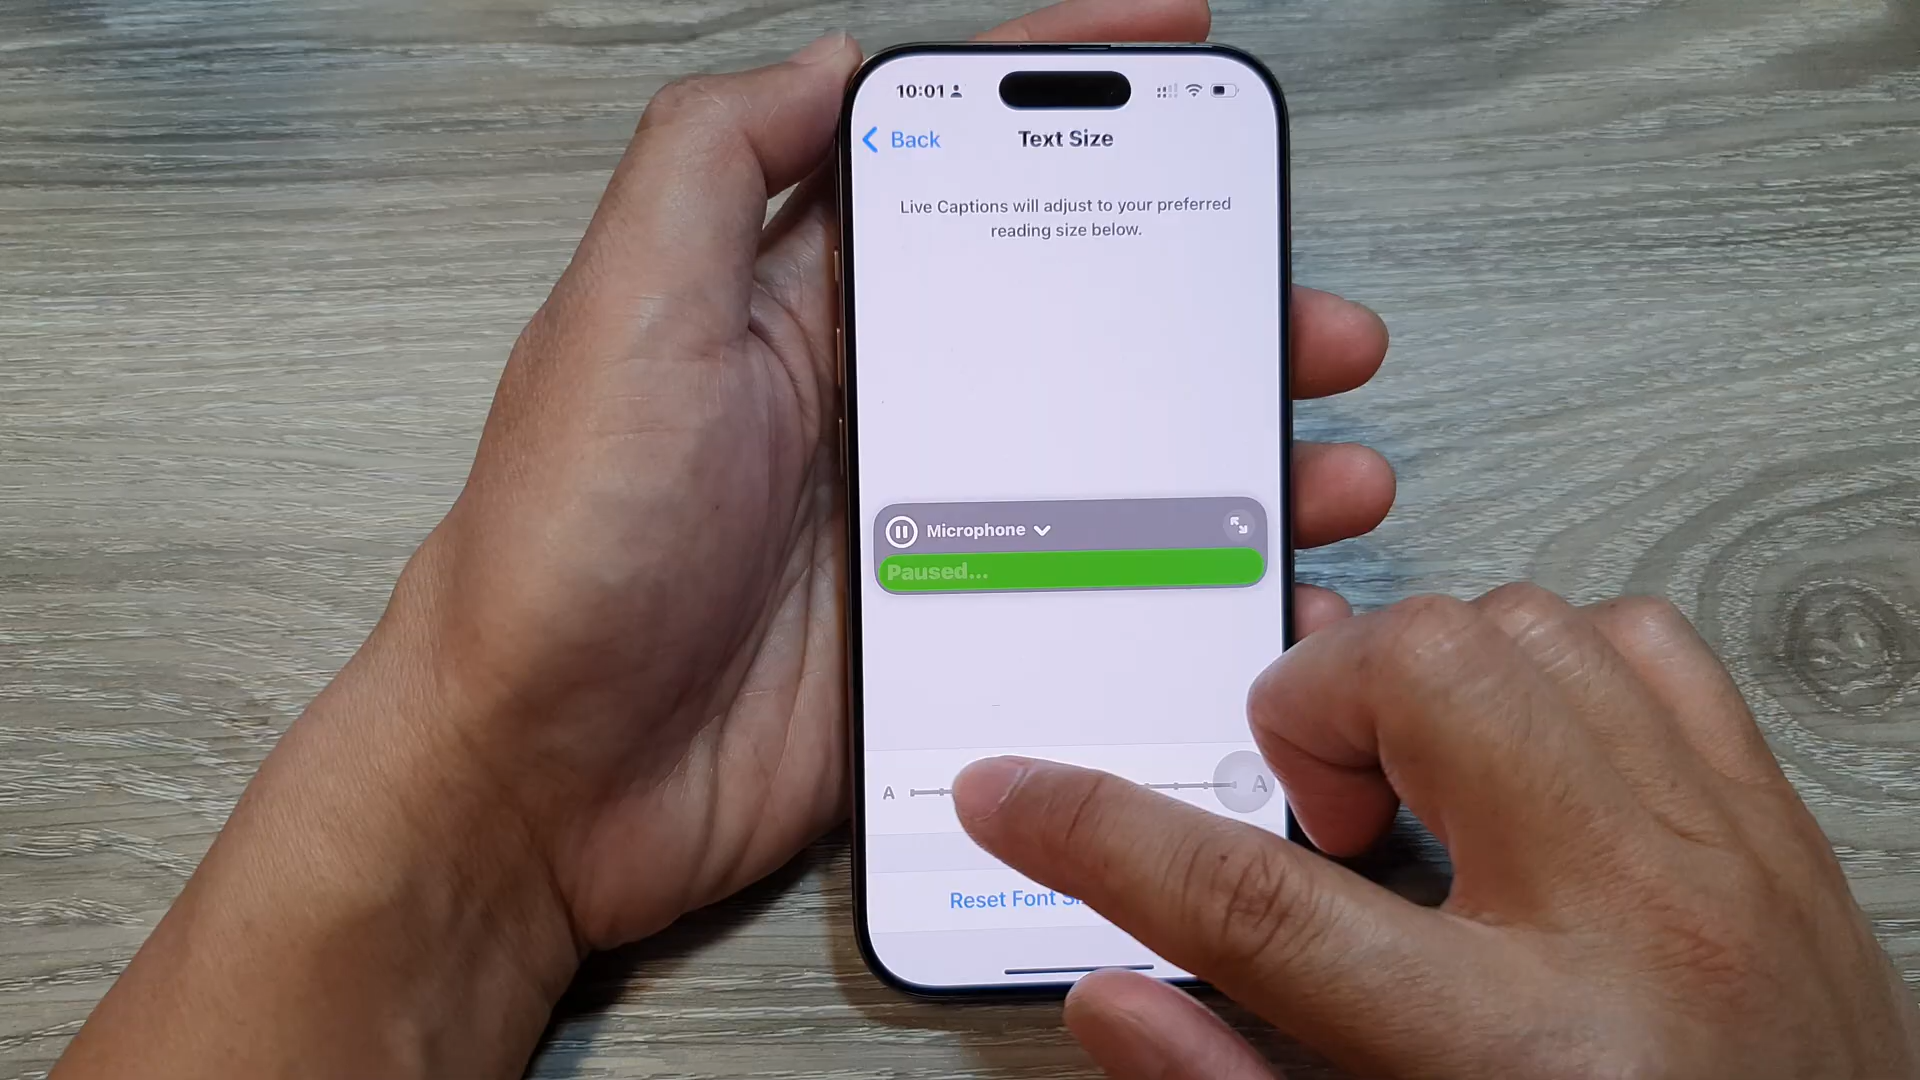 10:01
Back
Text Size
Live Captions will adjust to your preferred
reading size below.
Microphone
Paused...
A
A
Reset Font